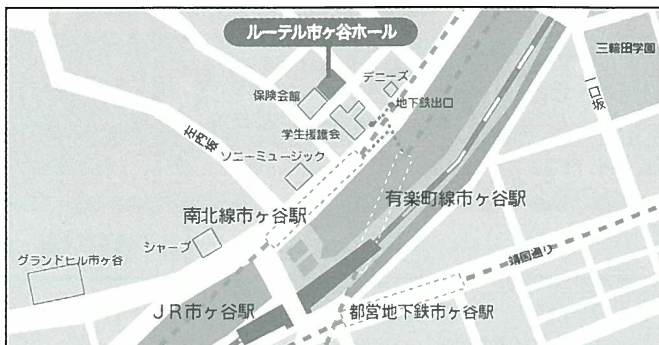 ルーテル市ヶ谷ホール
三輪田学園
デニーズ
保険会館
地下鉄出口
一口坂
学生援護会
左内坂
ソニーミュージック
有楽町線市ヶ谷駅
南北線市ヶ谷駅
シャープ
グランドヒル市ヶ谷
靖国通り
JR市ヶ谷駅
都営地下鉄市ヶ谷駅